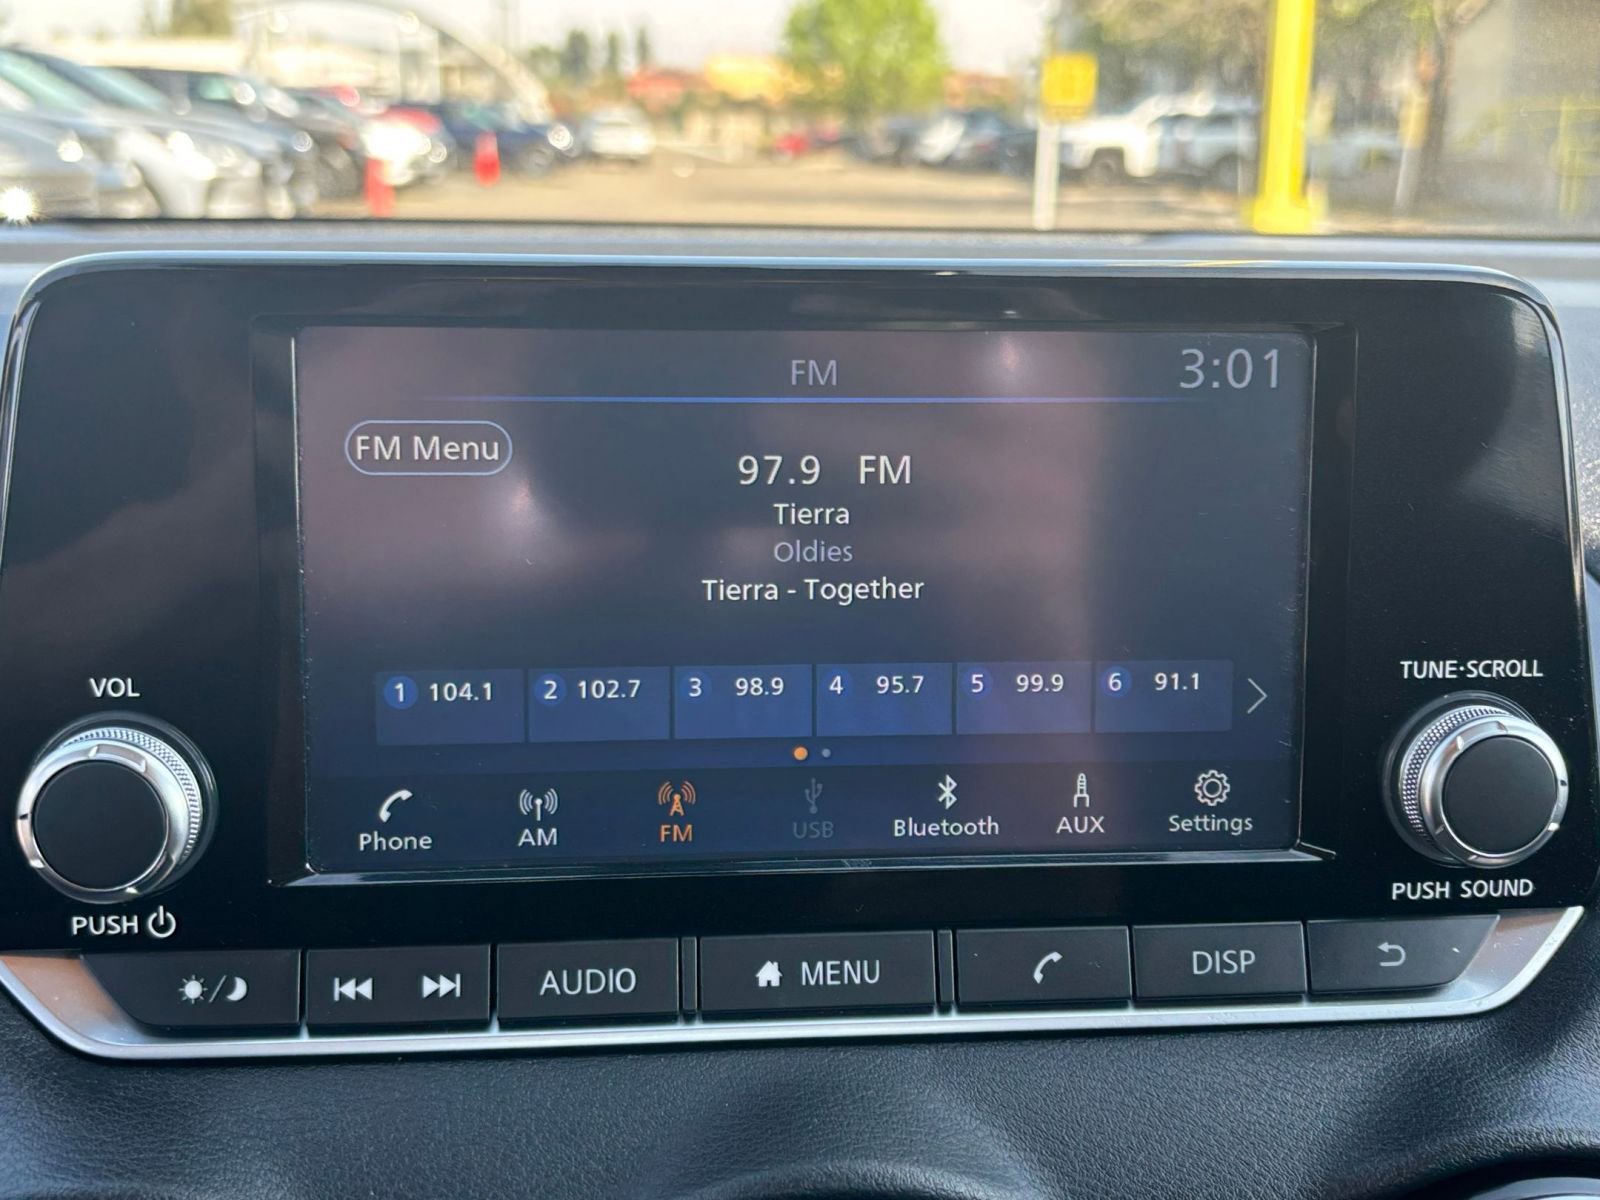 FM
3:01
FM Menu
97.9 FM
Tierra
Oldies
Tierra - Together
1 104.1
2 102.7
3 98.9
4 95.7
5 99.9
6 91.1
Phone
AM
FM
USB
Bluetooth
AUX
Settings
VOL
PUSH
TUNE·SCROLL
PUSH SOUND
AUDIO
MENU
DISP